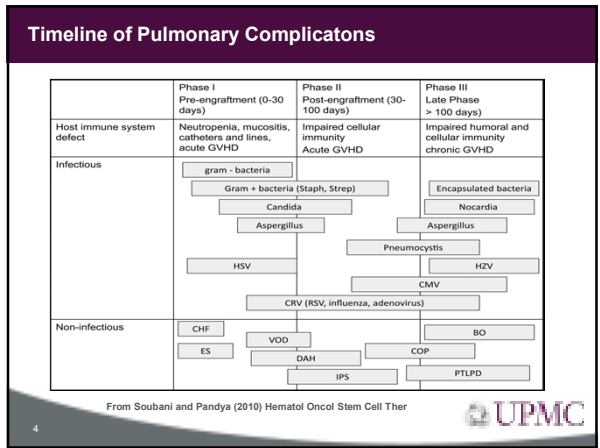 Timeline of Pulmonary Complicatons
Phase I
Pre-engraftment (0-30
days)
Phase II
Post-engraftment (30-
100 days)
Phase III
Late Phase
> 100 days)
Host immune system
defect
Neutropenia, mucositis,
catheters and lines,
acute GVHD
Impaired cellular
immunity
Acute GVHD
Impaired humoral and
cellular immunity
chronic GVHD
Infectious
gram - bacteria
Gram + bacteria (Staph, Strep)
Encapsulated bacteria
Candida
Nocardia
Aspergillus
Aspergillus
Pneumocystis
HSV
HZV
CMV
CRV (RSV, influenza, adenovirus)
Non-infectious
CHF
BO
VOD
ES
COP
DAH
IPS
PTLPD
From Soubani and Pandya (2010) Hematol Oncol Stem Cell Ther
UPMC
4